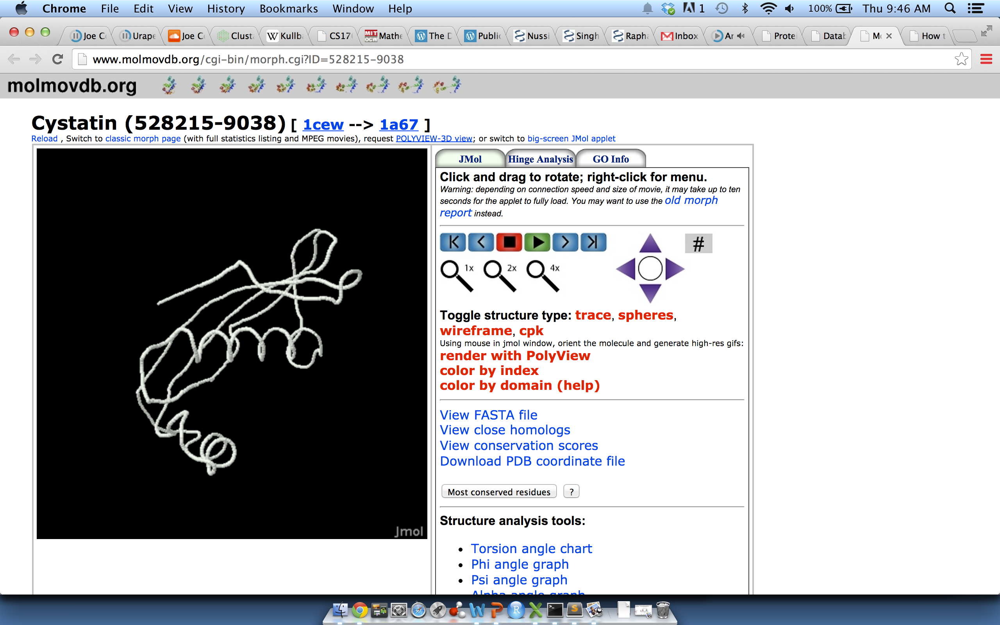 Chrome File Edit View History Bookmarks Window Help 1 100% Thu 9:46 AM
Joe C Urape Joe C Clust W Kullb CS17 MIT OCW Mathe The D Public Nussi Singh Rapha Inbox Ar Protei Datab Mo How t
www.molmovdb.org/cgi-bin/morph.cgi?ID=528215-9038
molmovdb.org
Cystatin (528215-9038) [ 1cew --> 1a67 ]
Reload , Switch to classic morph page (with full statistics listing and MPEG movies), request POLYVIEW-3D view; or switch to big-screen JMol applet
JMol Hinge Analysis GO Info
Click and drag to rotate; right-click for menu.
Warning: depending on connection speed and size of movie, it may take up to ten
seconds for the applet to fully load. You may want to use the old morph
report instead.
#
1x 2x 4x
Toggle structure type: trace, spheres,
wireframe, cpk
Using mouse in jmol window, orient the molecule and generate high-res gifs:
render with PolyView
color by index
color by domain (help)
View FASTA file
View close homologs
View conservation scores
Download PDB coordinate file
Most conserved residues ?
Structure analysis tools:
Jmol
• Torsion angle chart
• Phi angle graph
• Psi angle graph
Alpha angle graph